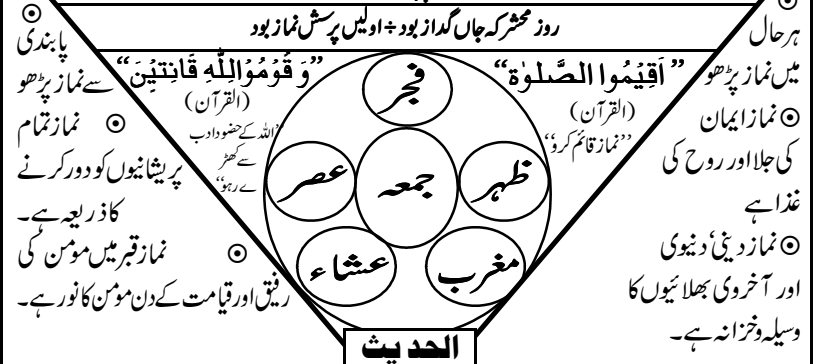 روز محشر کہ جاں گداز بود ÷ اولیں پرسش نماز بود
”اَقِیْمُوا الصَّلوٰۃ“
(القرآن)
’’نماز قائم کرو‘‘
”وَقُوْمُوْا لِلّٰہِ قَانِتِیْنَ“
(القرآن)
”اللہ کے حضور ادب
سے کھڑ
ے رہو“
فجر
ظہر
جمعہ
عصر
مغرب
عشاء
الحدیث
ہر حال
میں نماز پڑھو
نماز ایمان
کی جلا اور روح کی
غذا ہے
نماز دینی‘ دنیوی
اور آخروی بھلائیوں کا
وسیلہ و خزانہ ہے۔
پابندی
سے نماز پڑھو
نماز تمام
پریشانیوں کو دور کرنے
کا ذریعہ ہے۔
نماز قبر میں مومن کی
رفیق اور قیامت کے دن مومن کا نور ہے۔